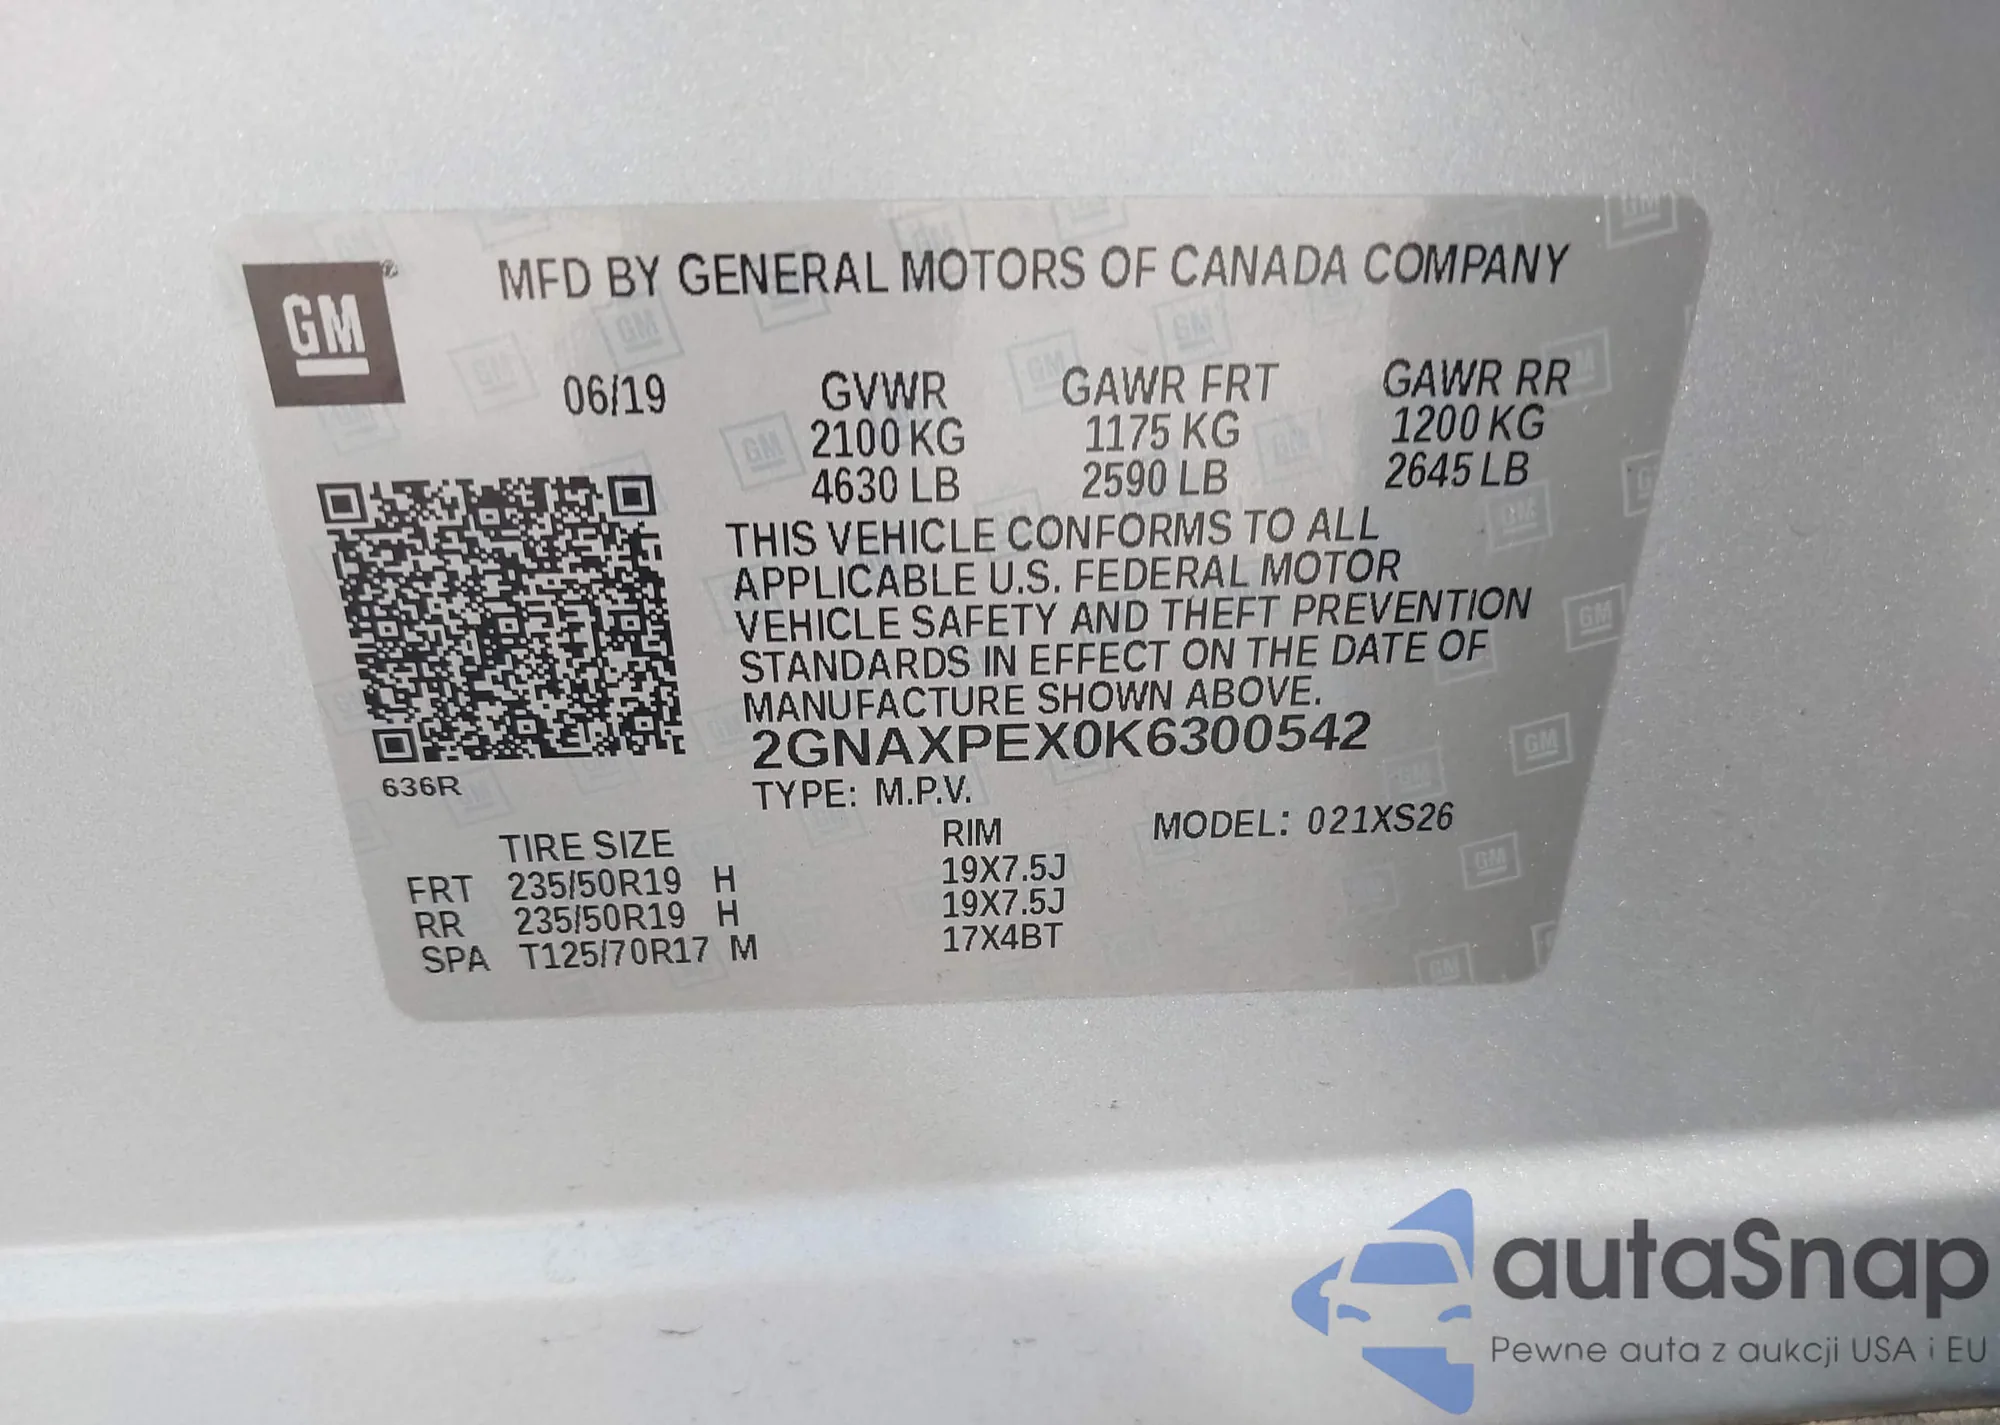 GM
MFD BY GENERAL MOTORS OF CANADA COMPANY
06/19 GVWR GAWR FRT GAWR RR
2100 KG 1175 KG 1200 KG
4630 LB 2590 LB 2645 LB
THIS VEHICLE CONFORMS TO ALL
APPLICABLE U.S. FEDERAL MOTOR
VEHICLE SAFETY AND THEFT PREVENTION
STANDARDS IN EFFECT ON THE DATE OF
MANUFACTURE SHOWN ABOVE.
2GNAXPEX0K6300542
636R
TYPE: M.P.V.
TIRE SIZE RIM MODEL: 021XS26
FRT 235/50R19 H 19X7.5J
RR 235/50R19 H 19X7.5J
SPA T125/70R17 M 17X4BT
autaSnap
Pewne auta z aukcji USA i EU